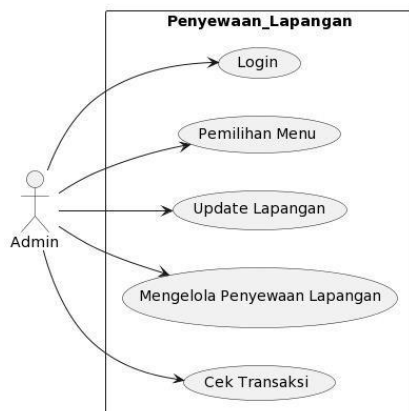 Penyewaan_Lapangan
Login
Pemilihan Menu
Update Lapangan
Admin
Mengelola Penyewaan Lapangan
Cek Transaksi